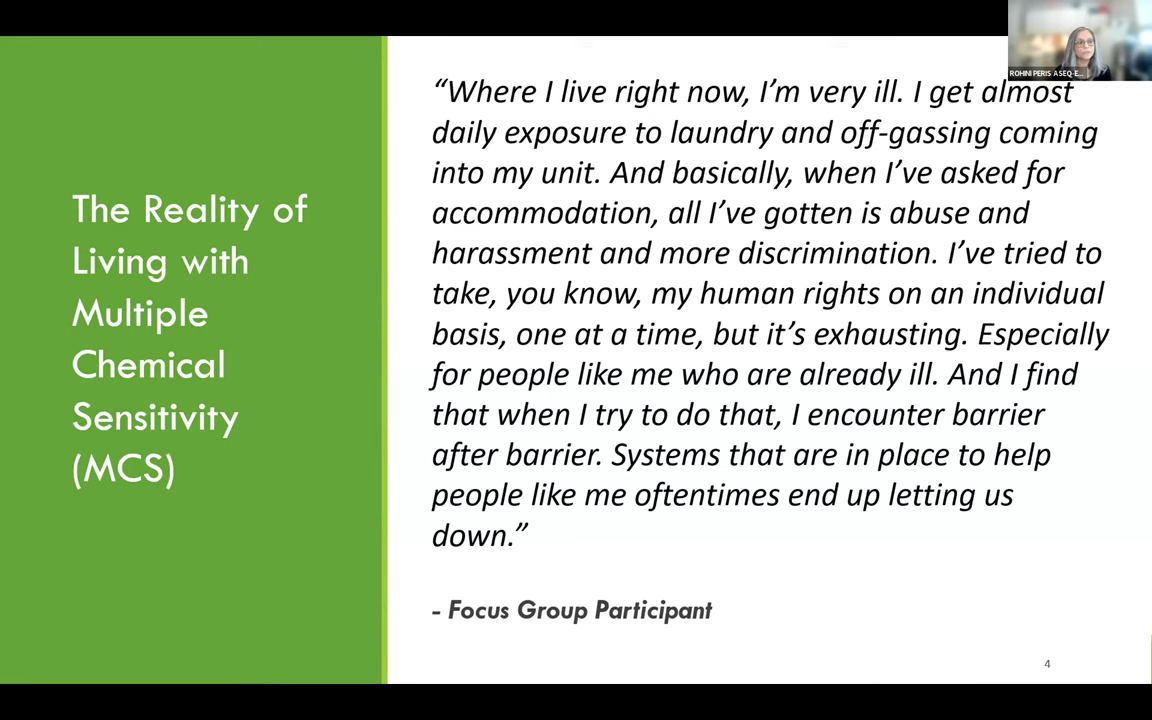 ROHINI PERIS ASEQ-E...
The Reality of
Living with
Multiple
Chemical
Sensitivity
(MCS)
“Where I live right now, I’m very ill. I get almost
daily exposure to laundry and off-gassing coming
into my unit. And basically, when I’ve asked for
accommodation, all I’ve gotten is abuse and
harassment and more discrimination. I’ve tried to
take, you know, my human rights on an individual
basis, one at a time, but it’s exhausting. Especially
for people like me who are already ill. And I find
that when I try to do that, I encounter barrier
after barrier. Systems that are in place to help
people like me oftentimes end up letting us
down.”
- Focus Group Participant
4